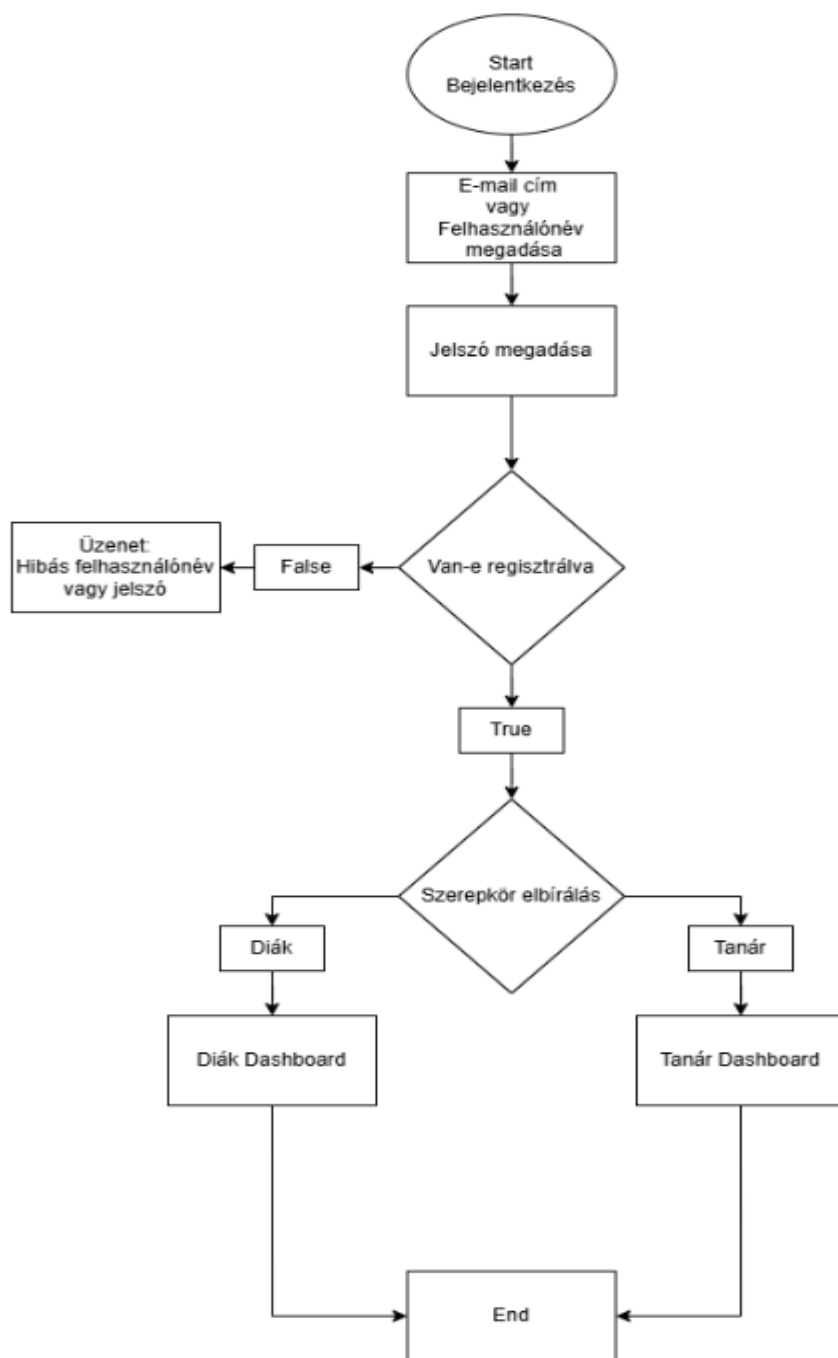 Start
Bejelentkezés
E-mail cím
vagy
Felhasználónév
megadása
Jelszó megadása
Van-e regisztrálva
False
Üzenet:
Hibás felhasználónév
vagy jelszó
True
Szerepkör elbírálás
Diák
Tanár
Diák Dashboard
Tanár Dashboard
End